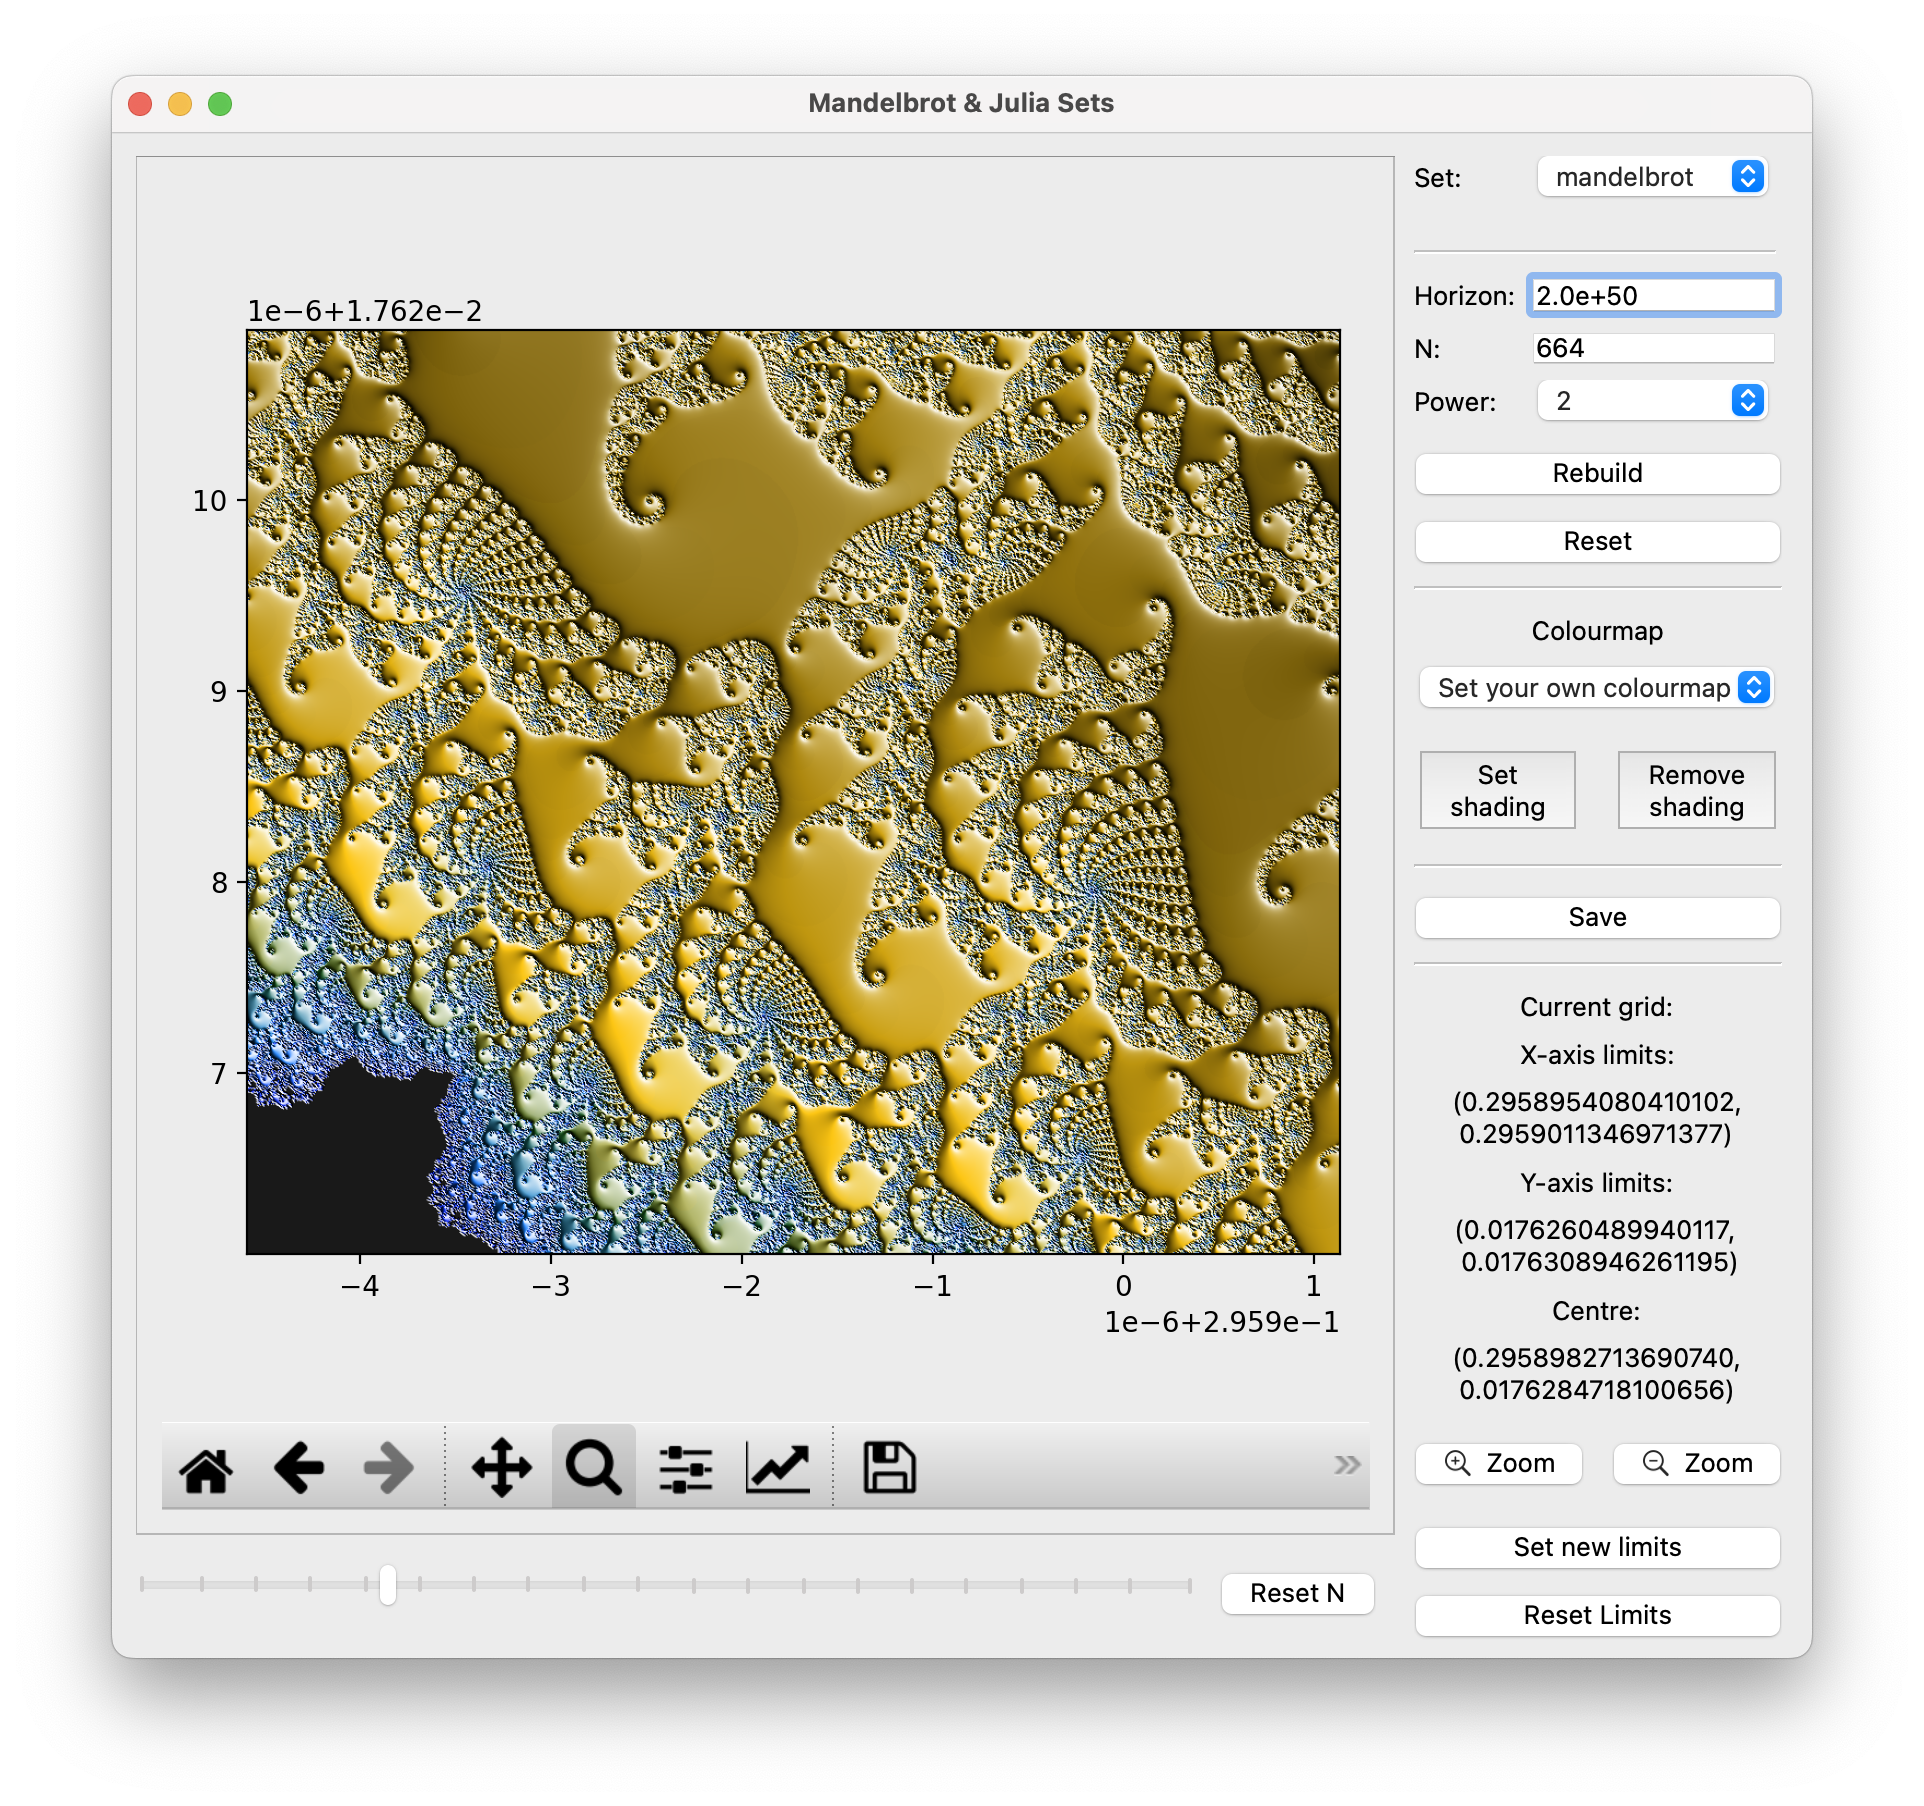 Mandelbrot & Julia Sets
1e−6+1.762e−2
10
9
8
7
−4
−3
−2
−1
0
1
1e−6+2.959e−1
Reset N
Set:
mandelbrot
Horizon:
2.0e+50
N:
664
Power:
2
Rebuild
Reset
Colourmap
Set your own colourmap
Set
shading
Remove
shading
Save
Current grid:
X-axis limits:
(0.2958954080410102,
0.2959011346971377)
Y-axis limits:
(0.0176260489940117,
0.0176308946261195)
Centre:
(0.2958982713690740,
0.0176284718100656)
Zoom
Zoom
Set new limits
Reset Limits